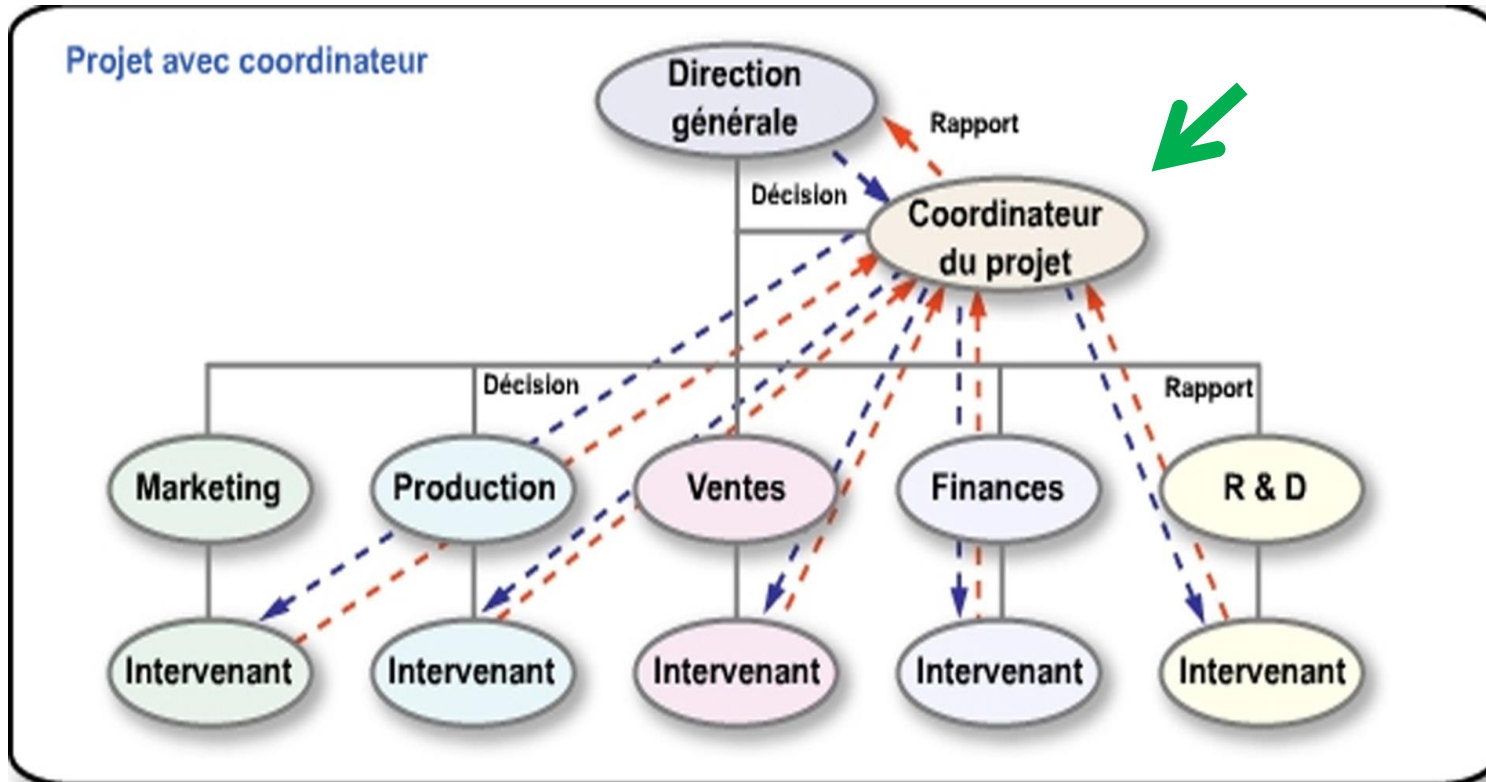 Projet avec coordinateur
Direction
générale
Rapport
Décision
Coordinateur
du projet
Décision
Rapport
Marketing
Production
Ventes
Finances
R & D
Intervenant
Intervenant
Intervenant
Intervenant
Intervenant